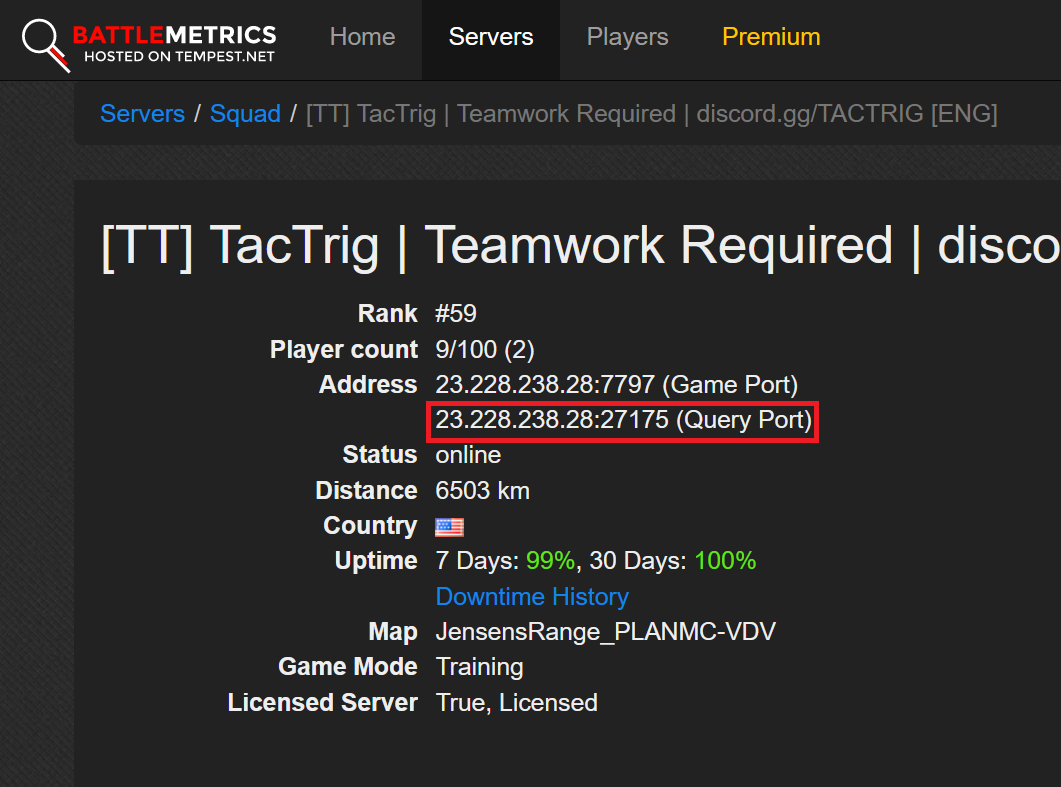 BATTLEMETRICS
HOSTED ON TEMPEST.NET
Home Servers Players Premium
Servers / Squad / [TT] TacTrig | Teamwork Required | discord.gg/TACTRIG [ENG]
[TT] TacTrig | Teamwork Required | disco
Rank #59
Player count 9/100 (2)
Address 23.228.238.28:7797 (Game Port)
23.228.238.28:27175 (Query Port)
Status online
Distance 6503 km
Country
Uptime 7 Days: 99%, 30 Days: 100%
Downtime History
Map JensensRange_PLANMC-VDV
Game Mode Training
Licensed Server True, Licensed